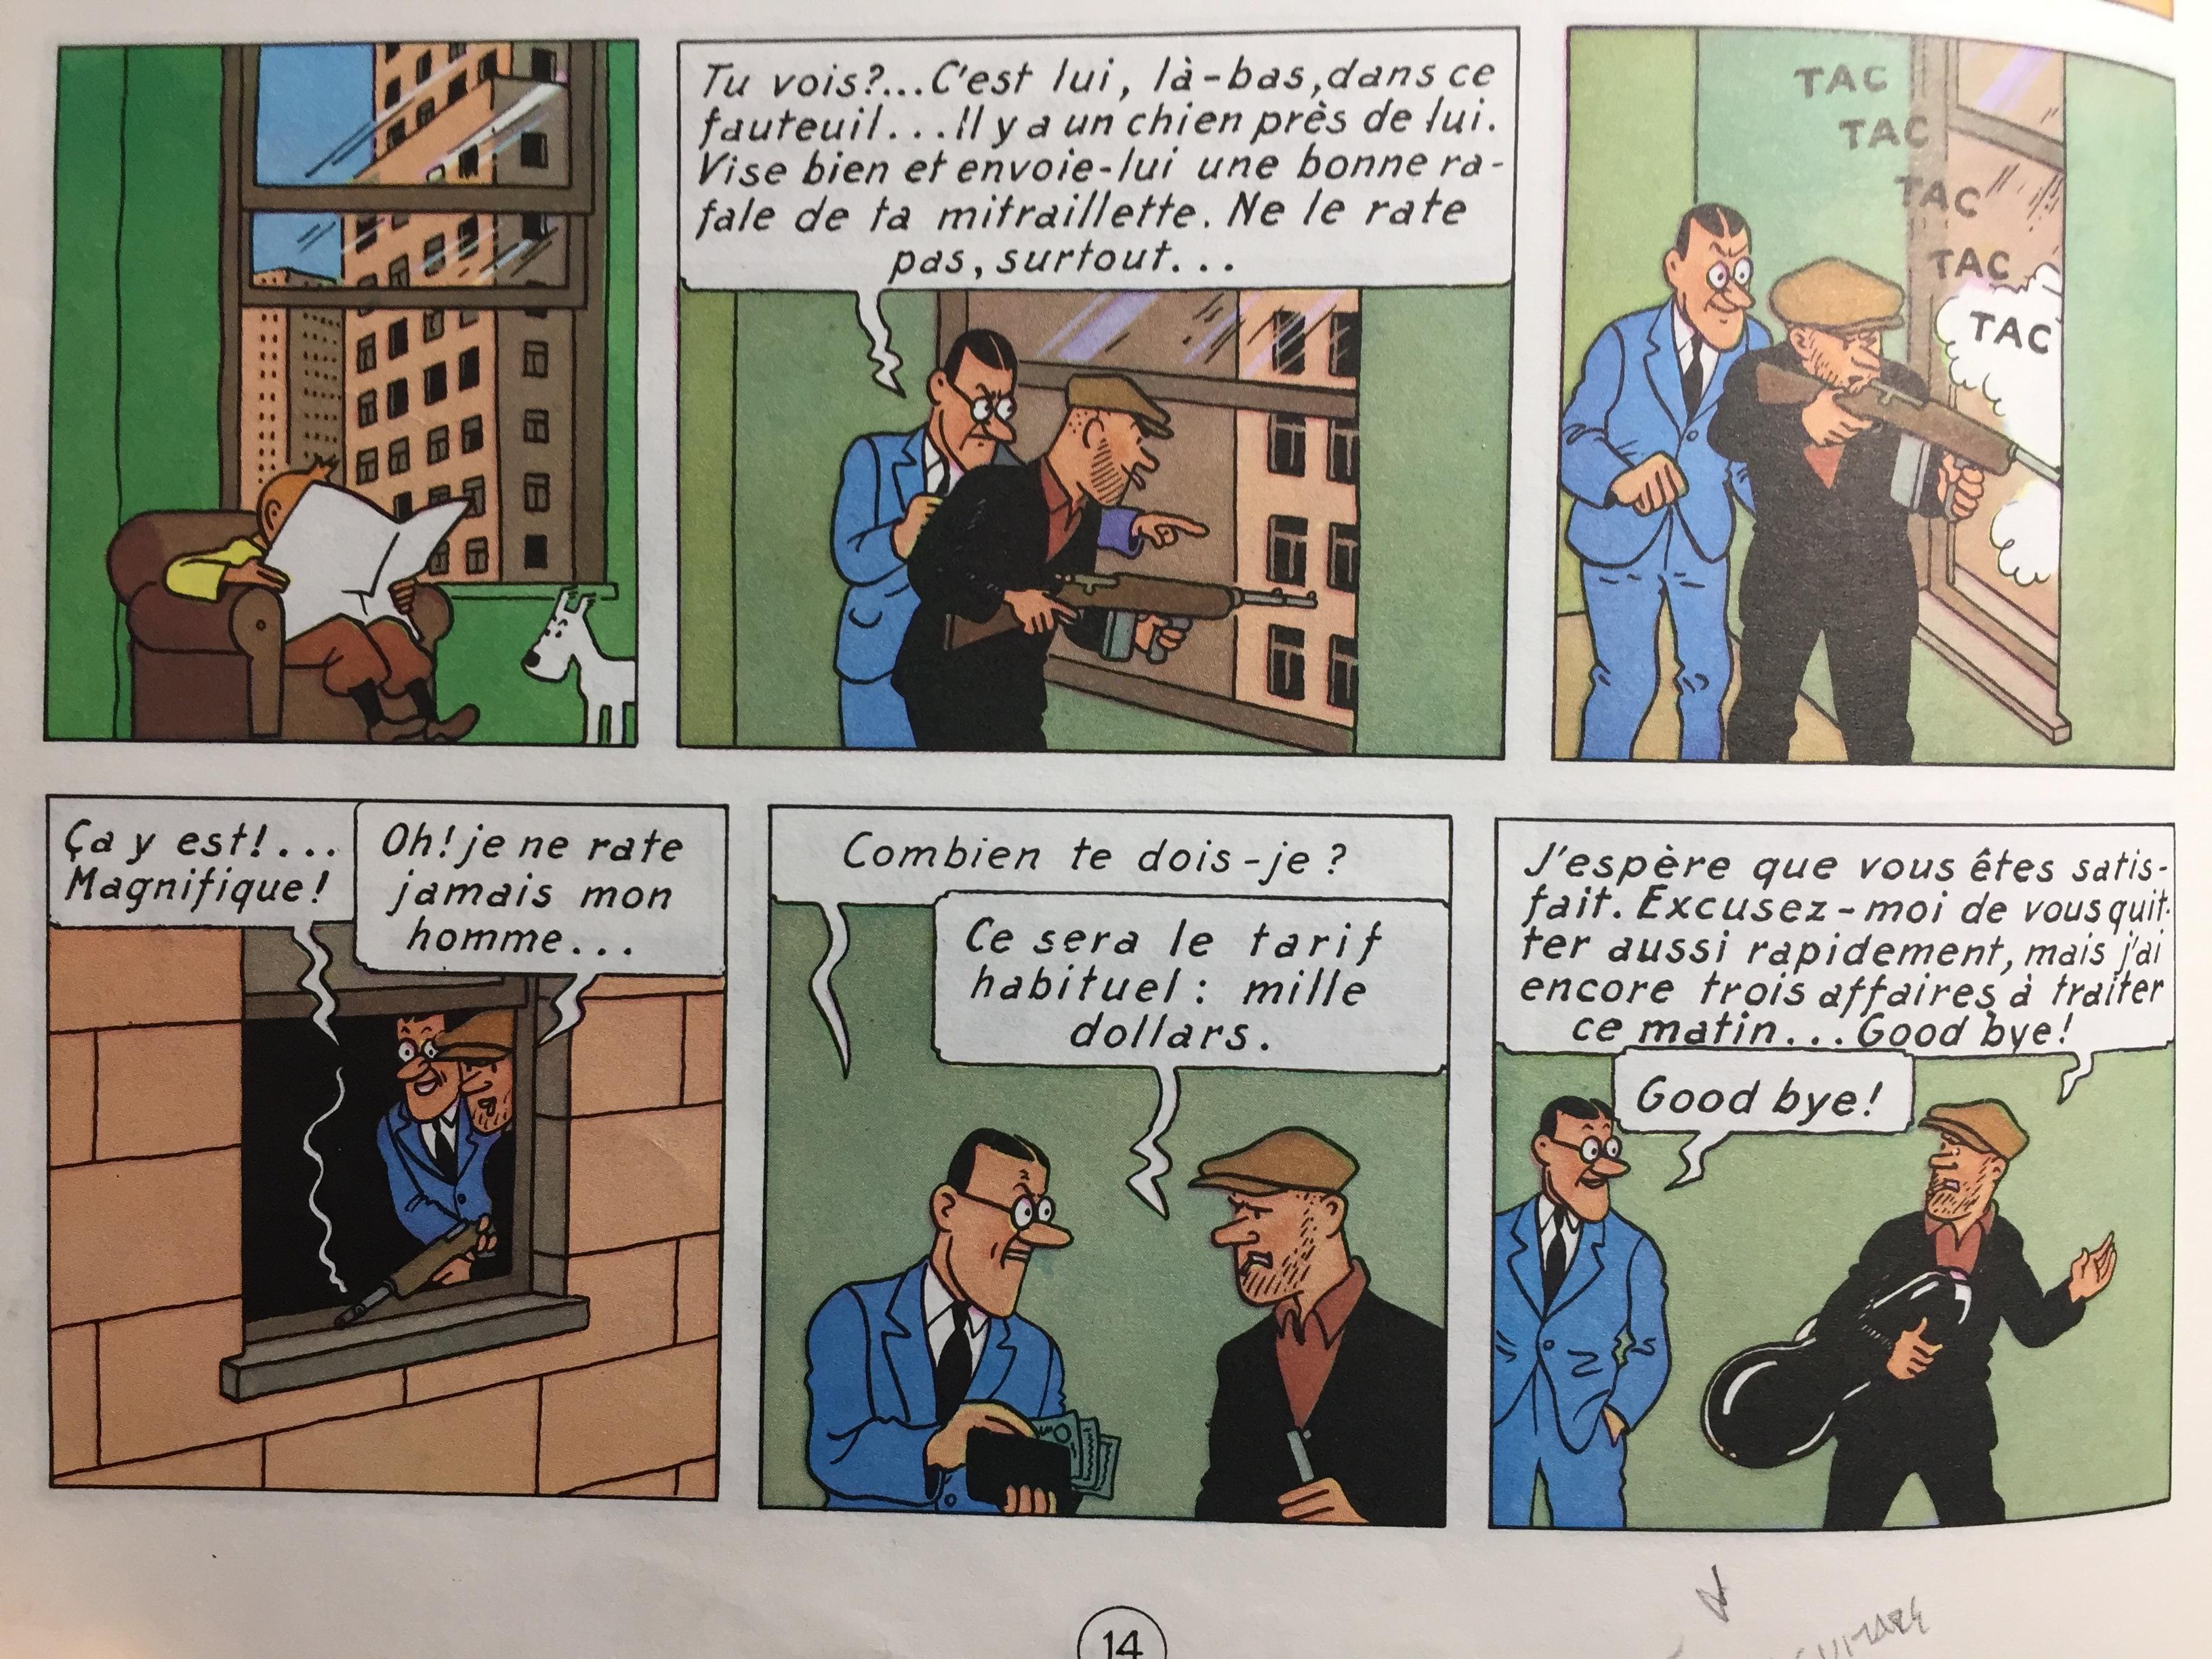 Tu vois?...C'est lui, là-bas, dans ce
fauteuil...Il y a un chien près de lui.
Vise bien et envoie-lui une bonne ra-
fale de ta mitraillette. Ne le rate
pas, surtout...
TAC
TAC
TAC
TAC
TAC
Ça y est!...
Magnifique!
Oh! je ne rate
jamais mon
homme...
Combien te dois-je?
Ce sera le tarif
habituel: mille
dollars.
J'espère que vous êtes satis-
fait. Excusez-moi de vous quit-
ter aussi rapidement, mais j'ai
encore trois affaires à traiter
ce matin...Good bye!
Good bye!
14